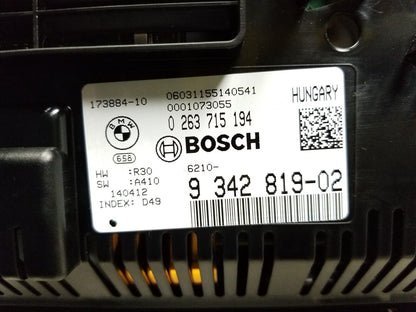 173884-10
06031155140541
0001073055
HUNGARY
0 263 715 194
BMW
BOSCH
658
HW :R30
SW :A410
140412
INDEX: D49
6210-
9 342 819-02